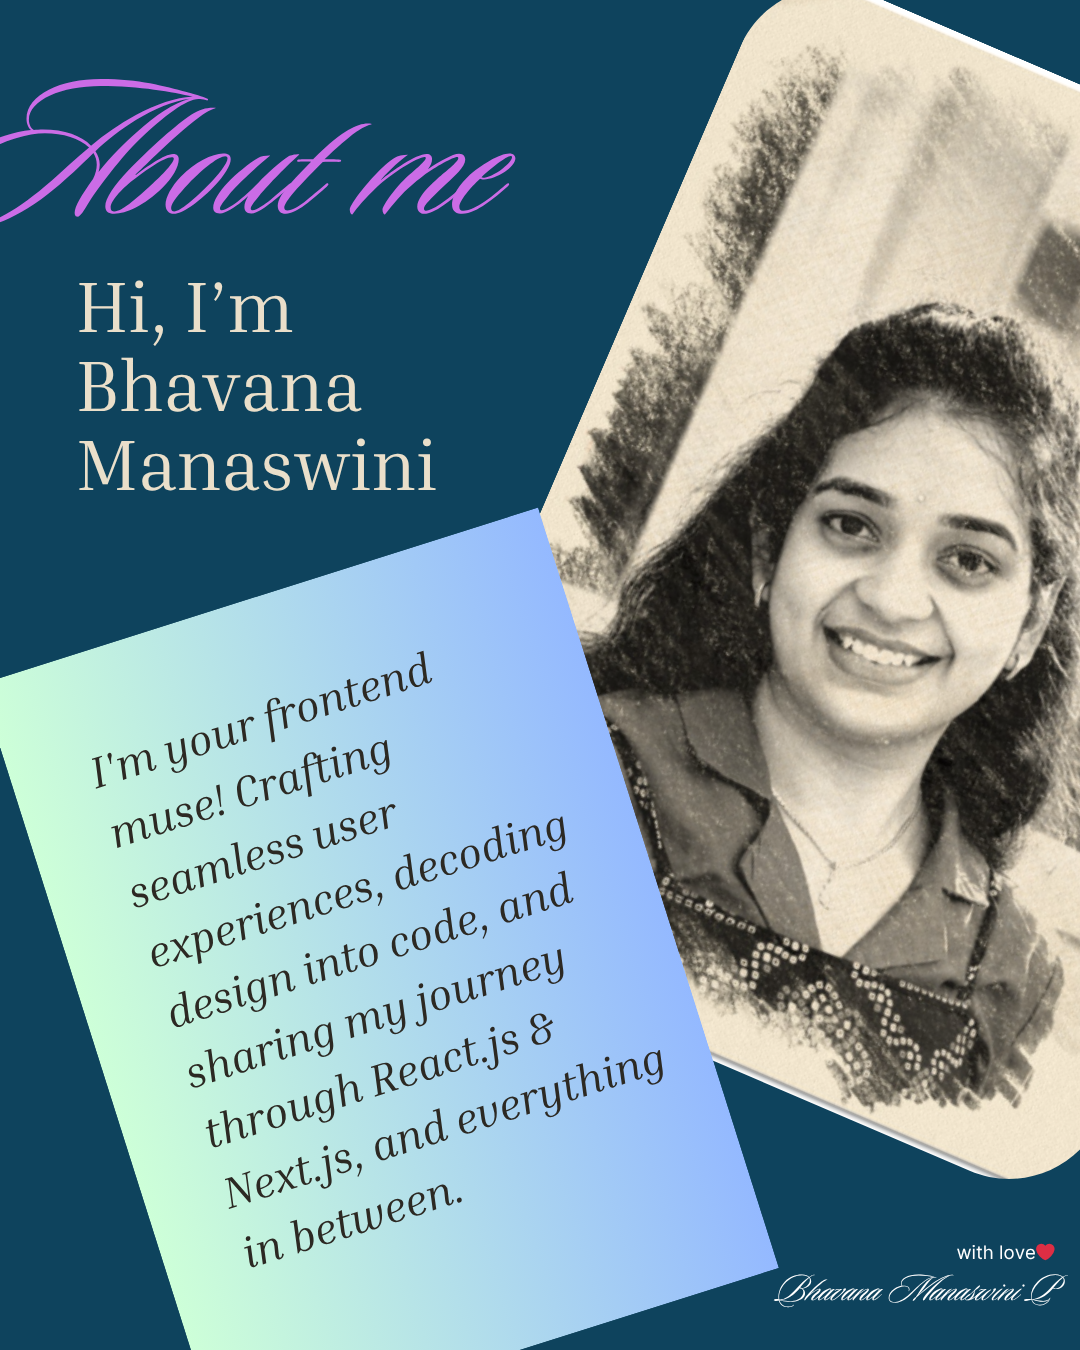 About me
Hi, I’m
Bhavana
Manaswini
I'm your frontend
muse! Crafting
seamless user
experiences, decoding
design into code, and
sharing my journey
through React.js &
Next.js, and everything
in between.
with love❤️
Bhavana Manaswini P